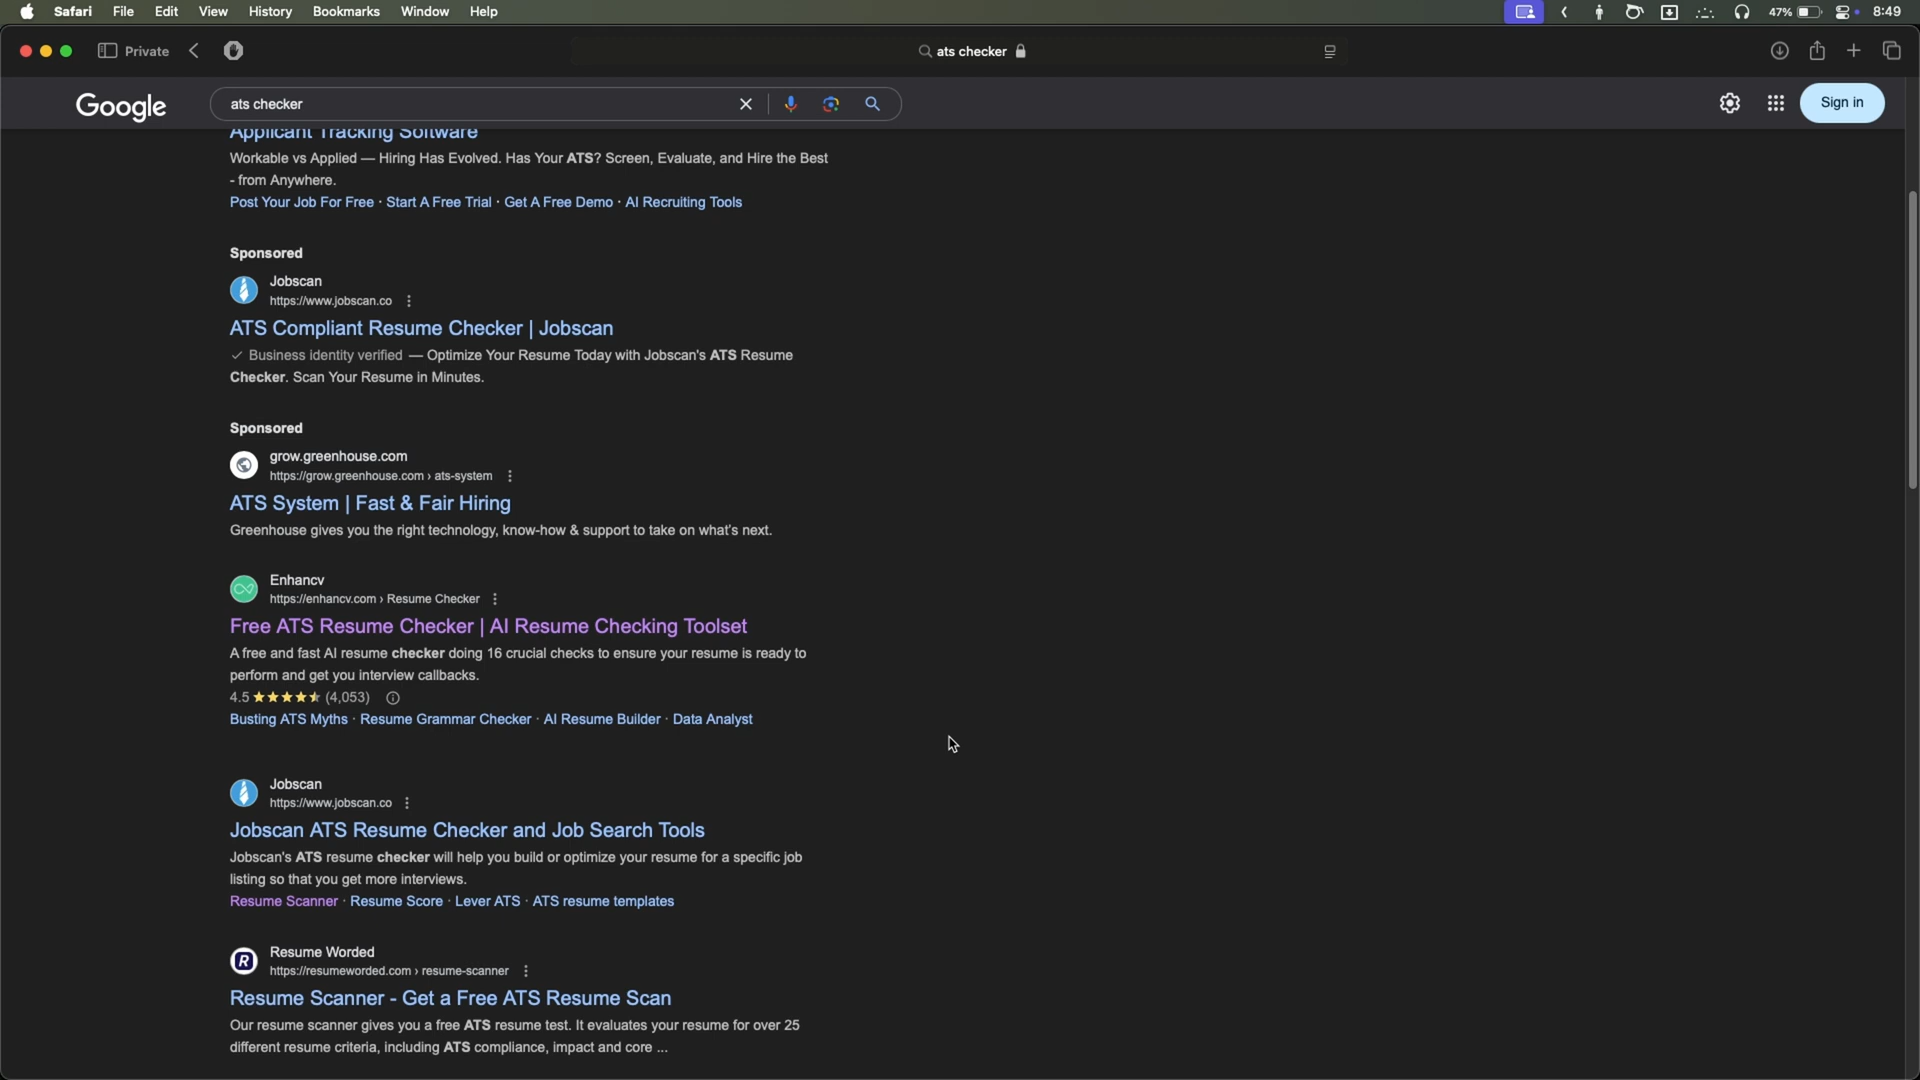 Safari File Edit View History Bookmarks Window Help 47% 8:49
Private ats checker
Google ats checker Sign in
Applicant Tracking Software
Workable vs Applied — Hiring Has Evolved. Has Your ATS? Screen, Evaluate, and Hire the Best
- from Anywhere.
Post Your Job For Free · Start A Free Trial · Get A Free Demo · AI Recruiting Tools
Sponsored
Jobscan
https://www.jobscan.co
ATS Compliant Resume Checker | Jobscan
✓ Business identity verified — Optimize Your Resume Today with Jobscan's ATS Resume
Checker. Scan Your Resume in Minutes.
Sponsored
grow.greenhouse.com
https://grow.greenhouse.com › ats-system
ATS System | Fast & Fair Hiring
Greenhouse gives you the right technology, know-how & support to take on what's next.
Enhancv
https://enhancv.com › Resume Checker
Free ATS Resume Checker | AI Resume Checking Toolset
A free and fast AI resume checker doing 16 crucial checks to ensure your resume is ready to
perform and get you interview callbacks.
4.5 (4,053)
Busting ATS Myths · Resume Grammar Checker · AI Resume Builder · Data Analyst
Jobscan
https://www.jobscan.co
Jobscan ATS Resume Checker and Job Search Tools
Jobscan's ATS resume checker will help you build or optimize your resume for a specific job
listing so that you get more interviews.
Resume Scanner · Resume Score · Lever ATS · ATS resume templates
R
Resume Worded
https://resumeworded.com › resume-scanner
Resume Scanner - Get a Free ATS Resume Scan
Our resume scanner gives you a free ATS resume test. It evaluates your resume for over 25
different resume criteria, including ATS compliance, impact and core ...